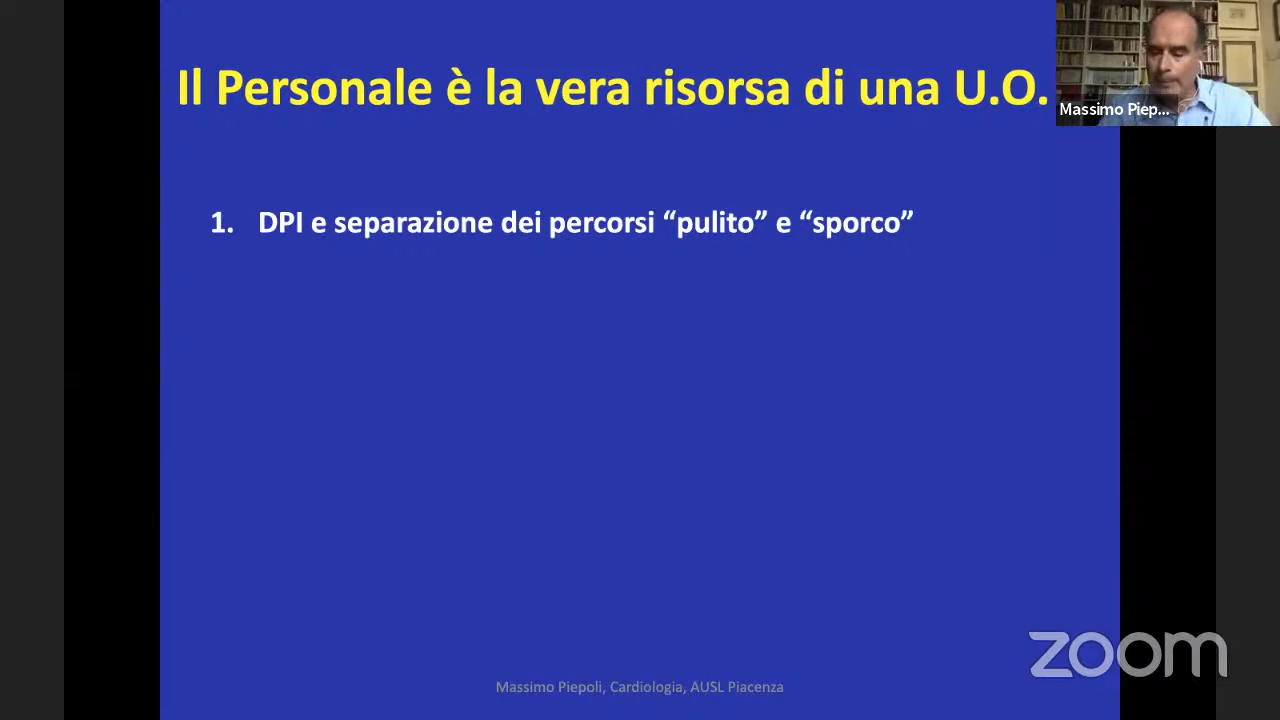 Il Personale è la vera risorsa di una U.O.
Massimo Piep...
1. DPI e separazione dei percorsi “pulito” e “sporco”
zoom
Massimo Piepoli, Cardiologia, AUSL Piacenza